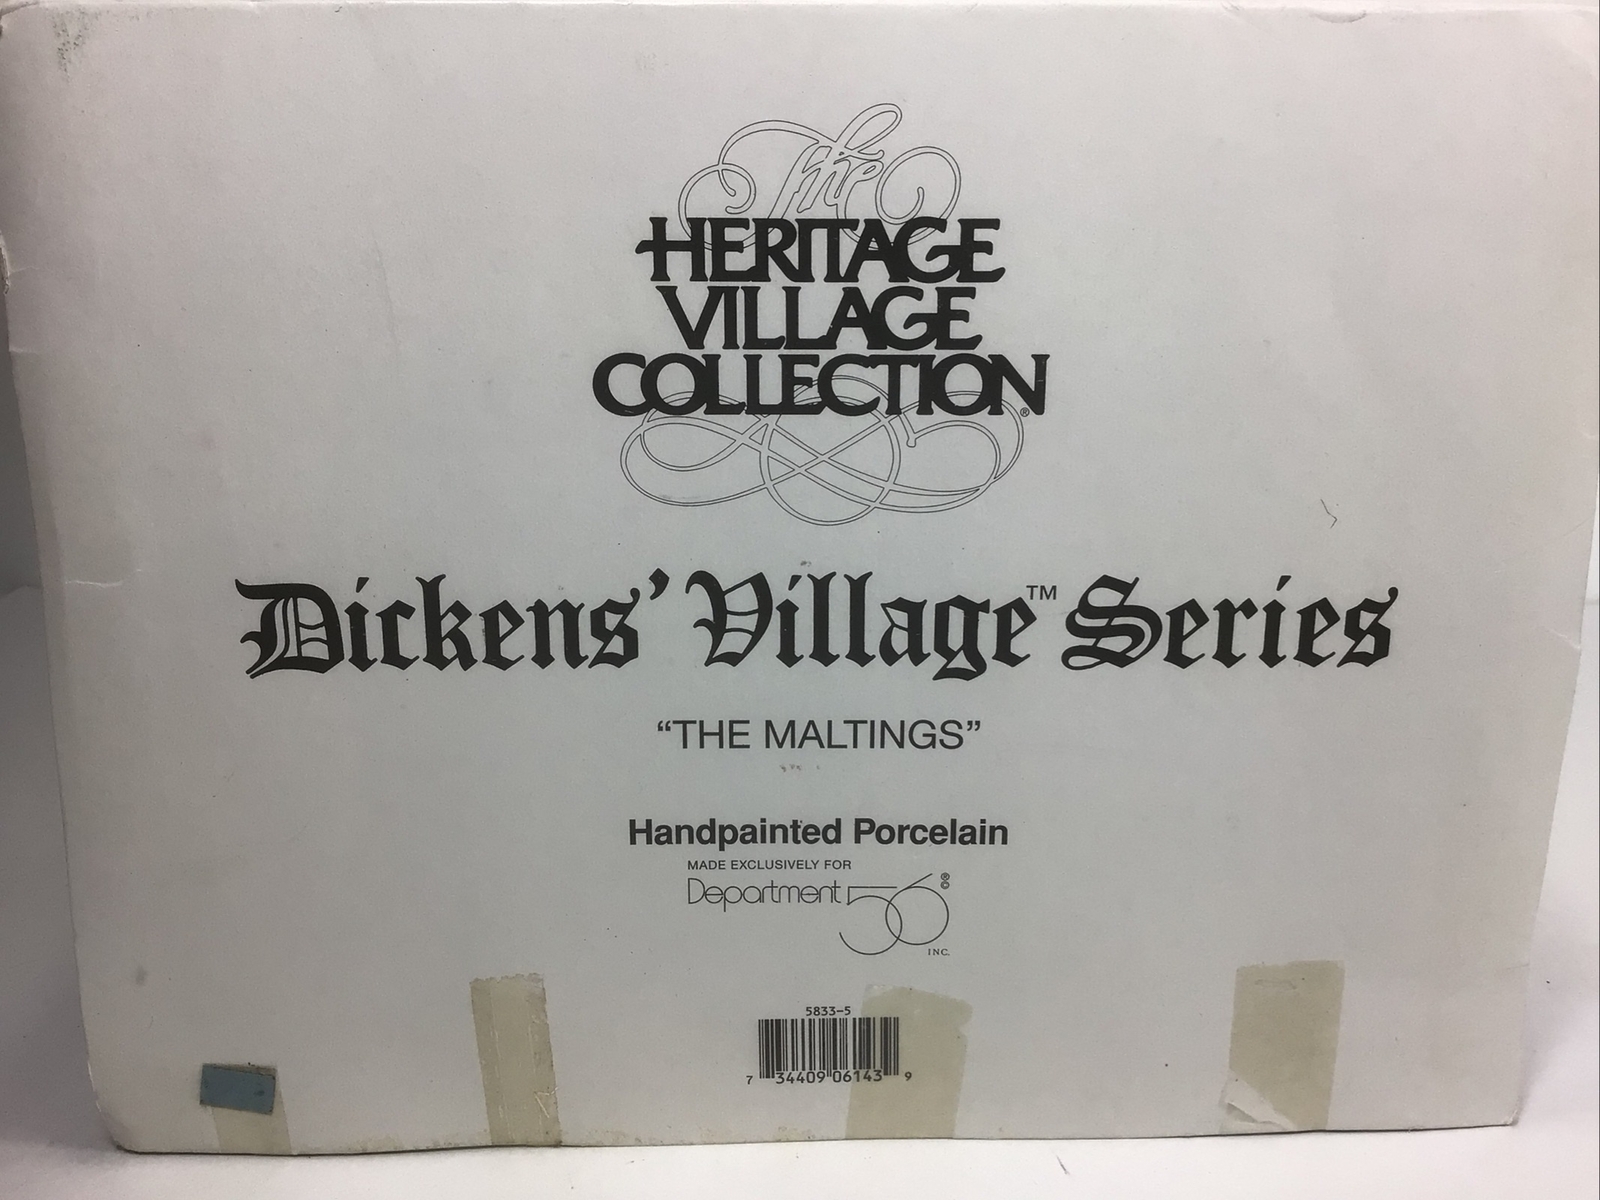 The
HERITAGE
VILLAGE
COLLECTION®
Dickens' Village™ Series
“THE MALTINGS”
Handpainted Porcelain
MADE EXCLUSIVELY FOR
Department 56®©
INC.
5833-5
7 34409 06143 9